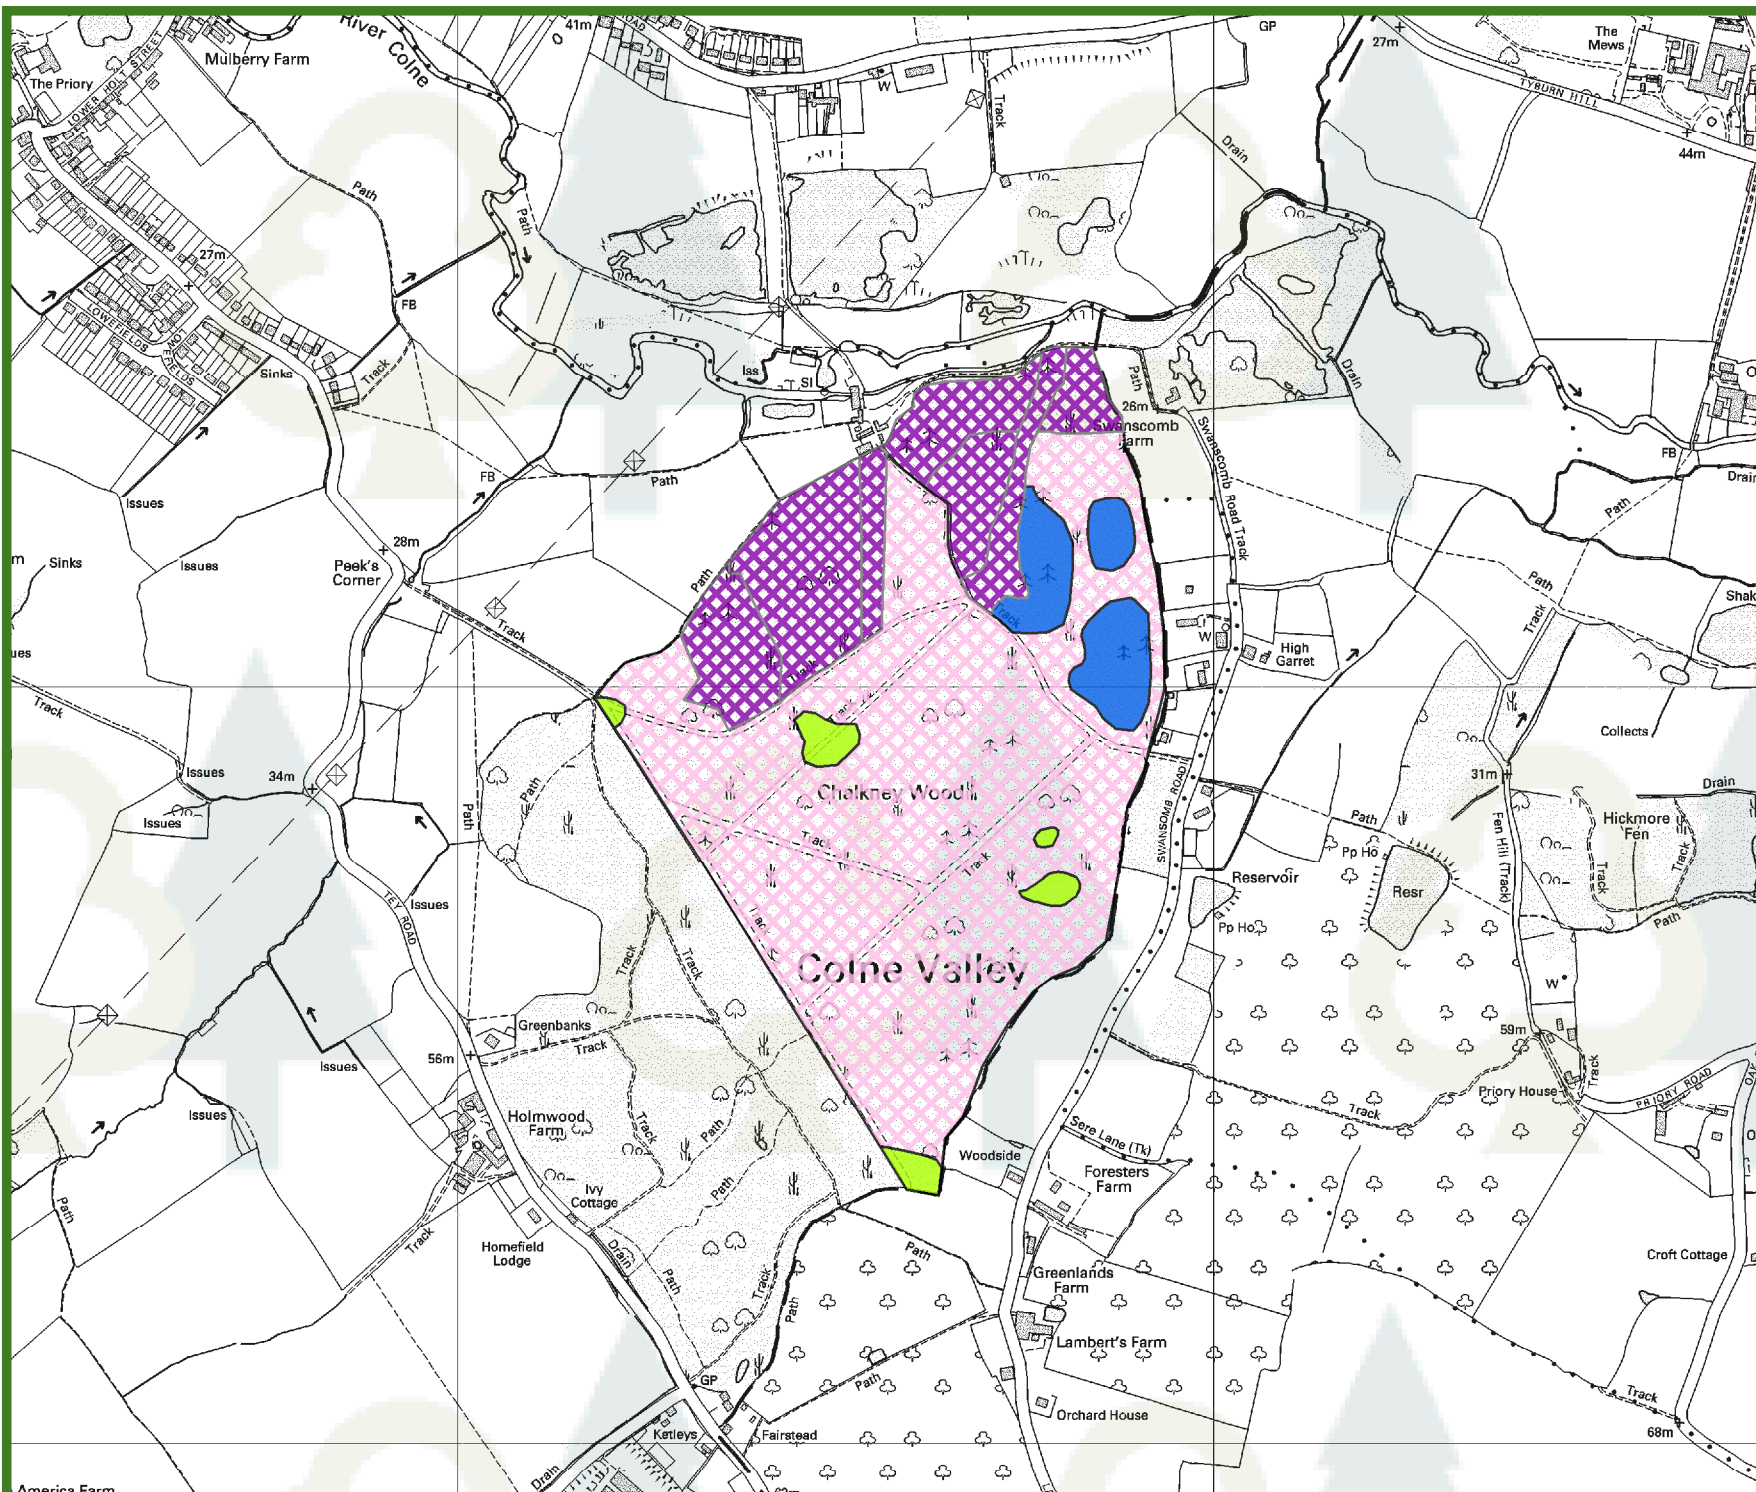 River Colne
41m
ROAD
GP
27m
The
Mews
Mulberry Farm
The Priory
LOWER HOLT STREET
W
Track
TYBURN HILL
44m
Drain
Path
Path
27m
FB
LOWEFIELDS
Sinks
Track
Iss
SI
Path
26m
Swanscomb
Farm
Drain
Swanscomb Road Track
FB
Drain
Path
FB
Path
Issues
28m
Peek's
Corner
Sinks
Issues
Path
Track
Track
Path
Track
Shak
W
High
Garret
Track
Track
Track
Issues
34m
Path
Path
Issues
Collects
31m
Drain
Chalkney Wood
Track
Track
SWANSOMB ROAD
Path
Pp Ho
Hickmore
Fen
Fen Hill (Track)
Track
Track
Reservoir
Resr
Pp Ho
Path
TEY ROAD
Issues
Track
Track
Colne Valley
W
Greenbanks
Track
56m
59m
Issues
Issues
Holmwood
Farm
Track
Path
Priory House
Track
PRIORY ROAD
Track
Sere Lane (Tk)
Woodside
Foresters
Farm
Ivy
Cottage
Path
Path
Track
Homefield
Lodge
Drain
Path
Track
Path
Path
Greenlands
Farm
Croft Cottage
Lambert's Farm
GP
Path
Track
Orchard House
Ketleys
Fairstead
68m
Drain
America Farm